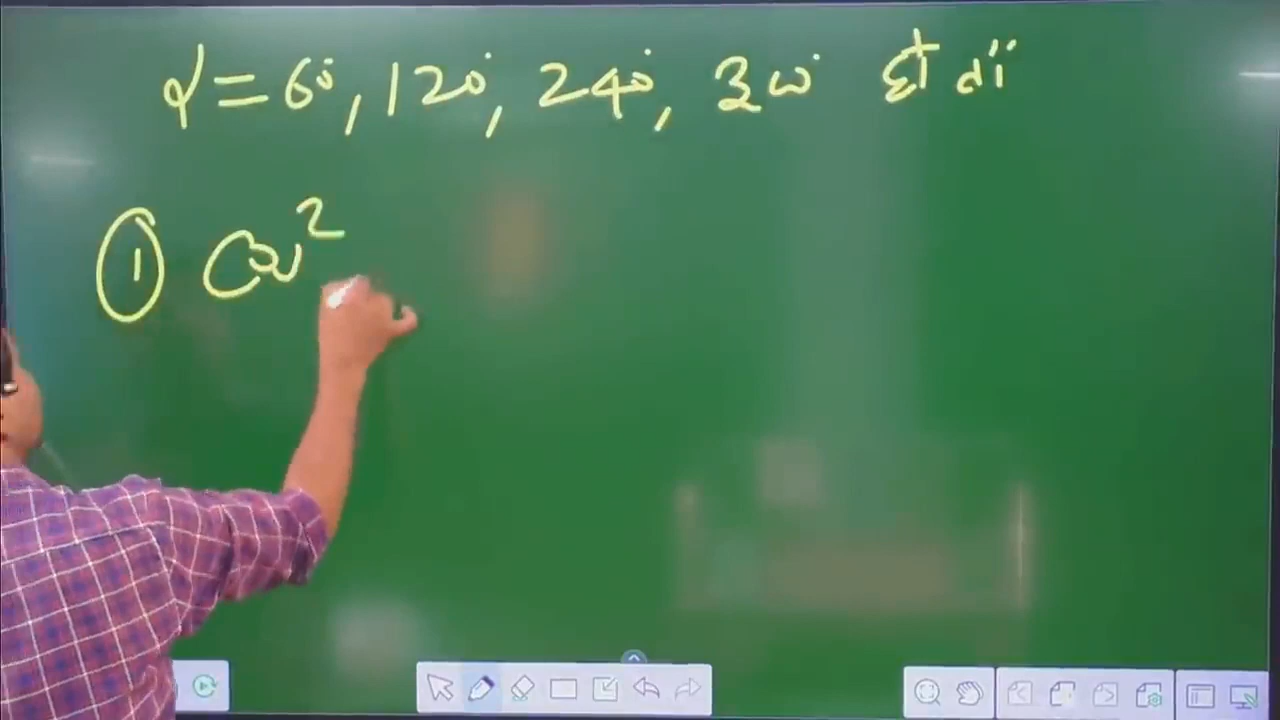 α = 60°, 120°, 240°, 300° हो तो
① Cos²